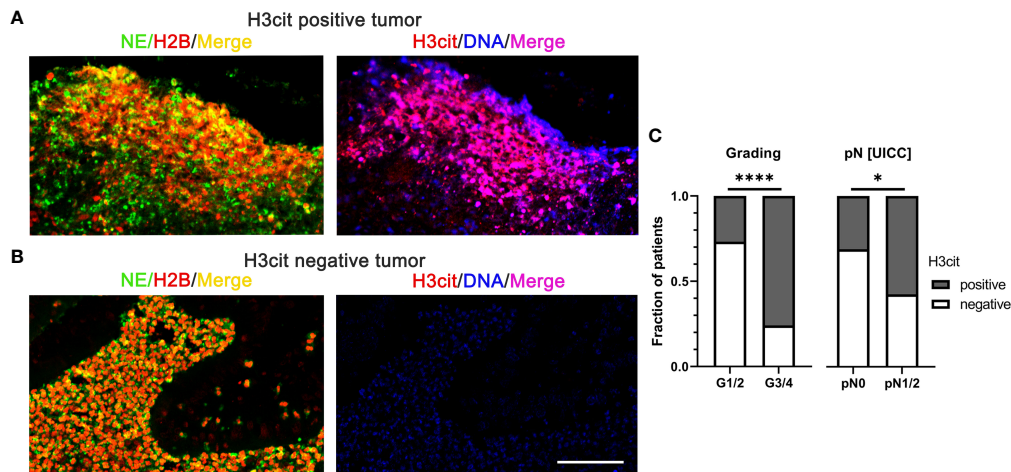 A
H3cit positive tumor
NE/H2B/Merge
H3cit/DNA/Merge
B
H3cit negative tumor
NE/H2B/Merge
H3cit/DNA/Merge
C
Grading
pN [UICC]
****
*
Fraction of patients
1.0
0.5
0.0
G1/2
G3/4
pN0
pN1/2
H3cit
positive
negative